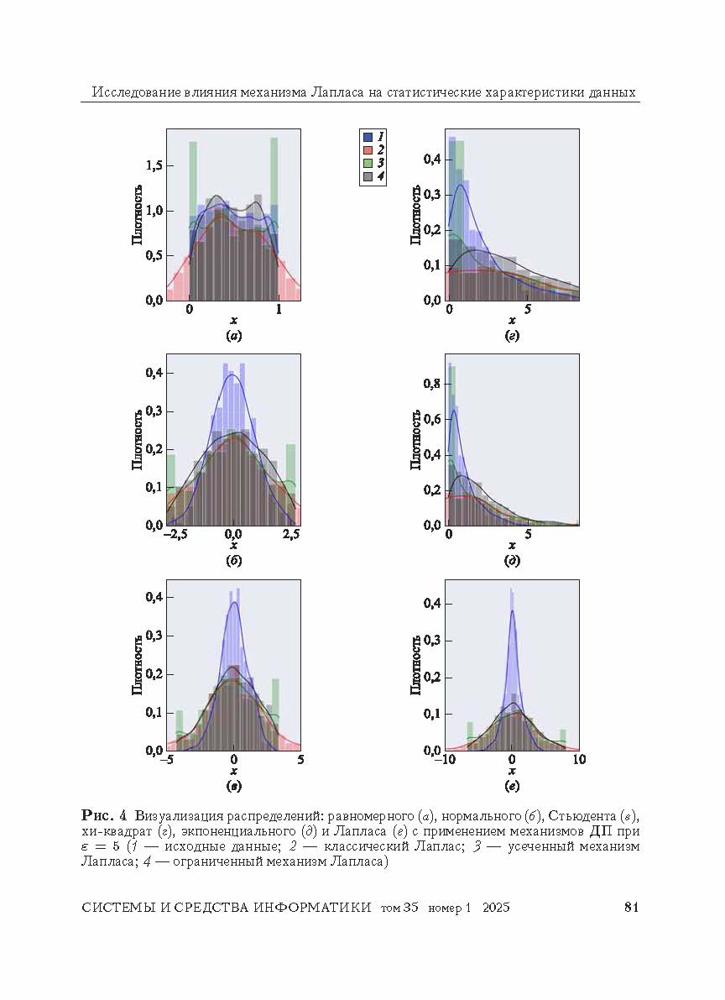 Исследование влияния механизма Лапласа на статистические характеристики данных
1
2
3
4
Плотность
1,5
1,0
0,5
0,0
0
1
x
(а)
Плотность
0,4
0,3
0,2
0,1
0,0
0
5
x
(г)
Плотность
0,4
0,3
0,2
0,1
0,0
−2,5
0,0
2,5
x
(б)
Плотность
0,8
0,6
0,4
0,2
0,0
0
5
x
(д)
Плотность
0,4
0,3
0,2
0,1
0,0
−5
0
5
x
(в)
Плотность
0,4
0,3
0,2
0,1
0,0
−10
0
10
x
(е)
Рис. 4 Визуализация распределений: равномерного (а), нормального (б), Стьюдента (в),
хи-квадрат (г), экпоненциального (д) и Лапласа (е) с применением механизмов ДП при
ε = 5 (1 — исходные данные; 2 — классический Лаплас; 3 — усеченный механизм
Лапласа; 4 — ограниченный механизм Лапласа)
СИСТЕМЫ И СРЕДСТВА ИНФОРМАТИКИ том 35 номер 1 2025
81